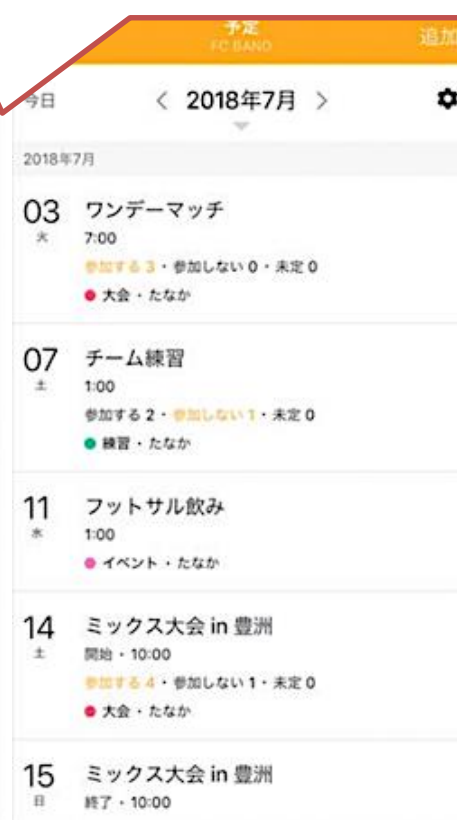 予定
FC BANO
追加
今日
< 2018年7月 >
2018年7月
03 ワンデーマッチ
火 7:00
参加する 3・参加しない 0・未定 0
大会・たなか
07 チーム練習
土 1:00
参加する 2・参加しない 1・未定 0
練習・たなか
11 フットサル飲み
水 1:00
イベント・たなか
14 ミックス大会 in 豊洲
土 開始・10:00
参加する 4・参加しない 1・未定 0
大会・たなか
15 ミックス大会 in 豊洲
日 終了・10:00